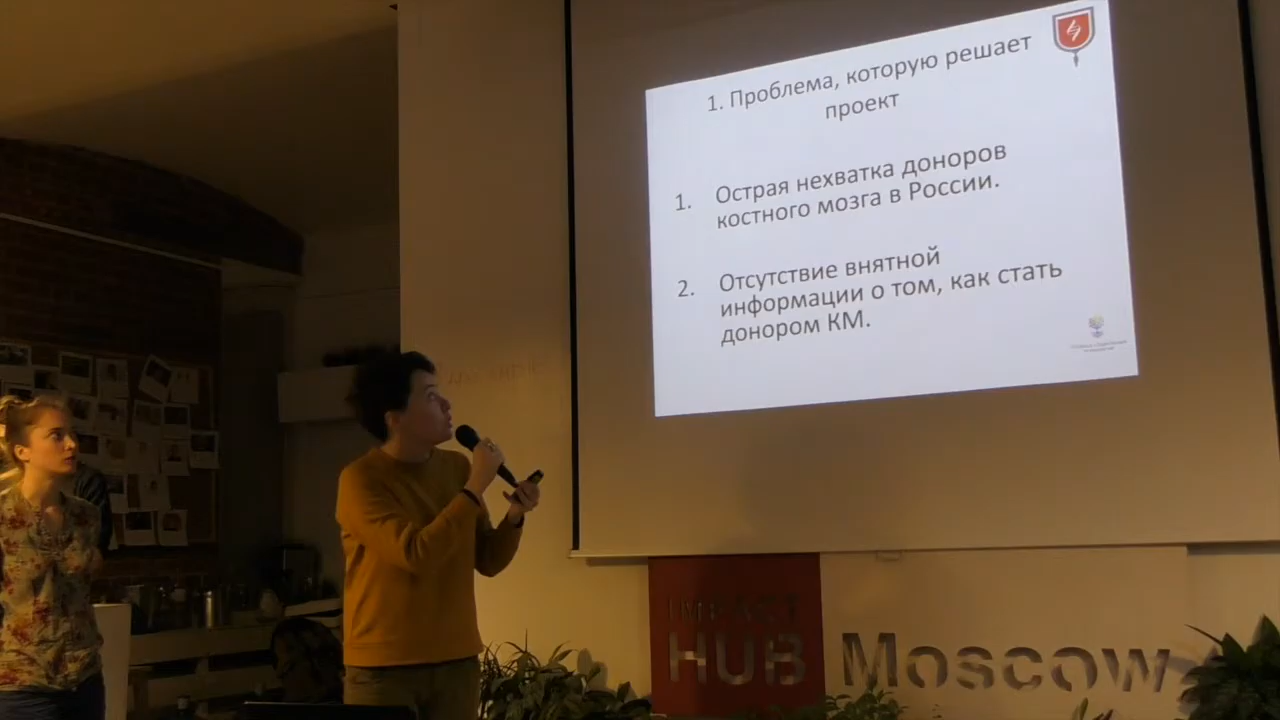 1. Проблема, которую решает
проект
1. Острая нехватка доноров
костного мозга в России.
2. Отсутствие внятной
информации о том, как стать
донором КМ.
IMPACT
HUB Moscow